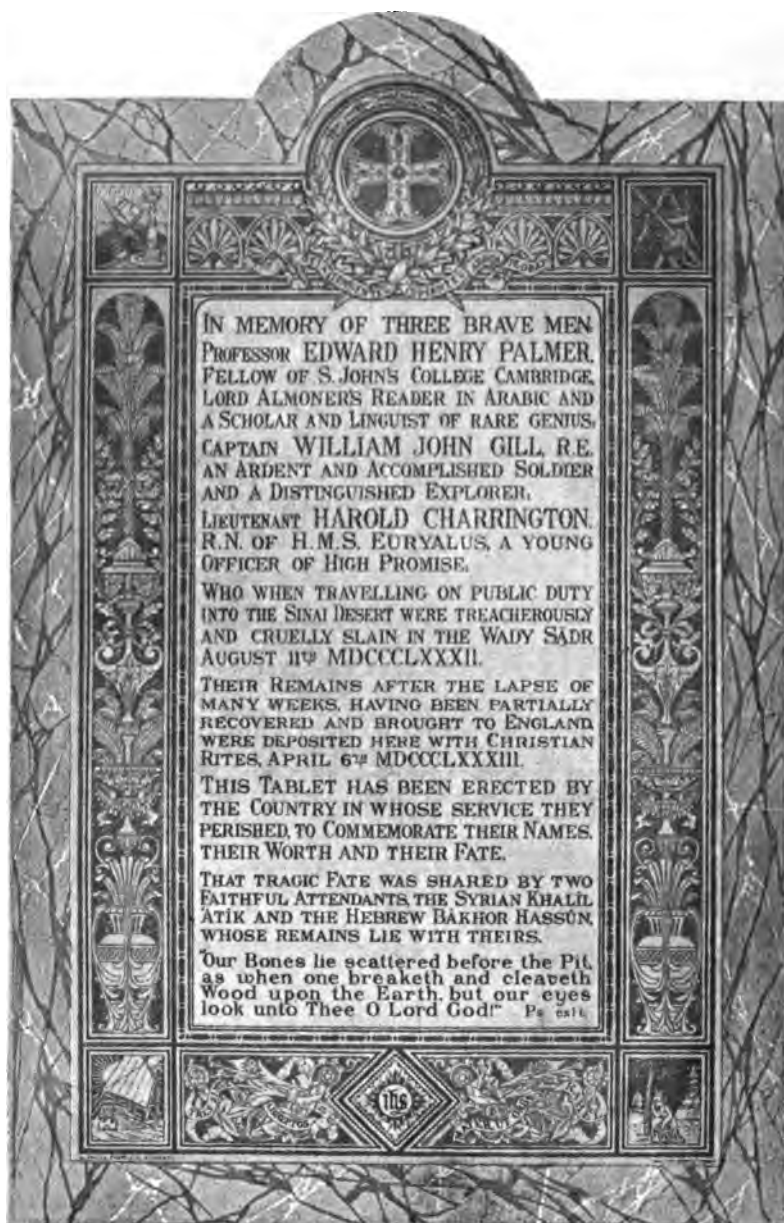 IN MEMORY OF THREE BRAVE MEN.
PROFESSOR EDWARD HENRY PALMER,
FELLOW OF S. JOHN'S COLLEGE CAMBRIDGE,
LORD ALMONER'S READER IN ARABIC AND
A SCHOLAR AND LINGUIST OF RARE GENIUS,
CAPTAIN WILLIAM JOHN GILL, R.E.
AN ARDENT AND ACCOMPLISHED SOLDIER
AND A DISTINGUISHED EXPLORER,
LIEUTENANT HAROLD CHARRINGTON,
R.N. OF H.M.S. EURYALUS, A YOUNG
OFFICER OF HIGH PROMISE,
WHO WHEN TRAVELLING ON PUBLIC DUTY
INTO THE SINAI DESERT WERE TREACHEROUSLY
AND CRUELLY SLAIN IN THE WADY SÁDR
AUGUST 11TH MDCCCLXXXII.
THEIR REMAINS AFTER THE LAPSE OF
MANY WEEKS, HAVING BEEN PARTIALLY
RECOVERED AND BROUGHT TO ENGLAND,
WERE DEPOSITED HERE WITH CHRISTIAN
RITES, APRIL 6TH MDCCCLXXXIII.
THIS TABLET HAS BEEN ERECTED BY
THE COUNTRY IN WHOSE SERVICE THEY
PERISHED, TO COMMEMORATE THEIR NAMES,
THEIR WORTH AND THEIR FATE.
THAT TRAGIC FATE WAS SHARED BY TWO
FAITHFUL ATTENDANTS, THE SYRIAN KHALÎL
ATÎK AND THE HEBREW BÂKHOR HASSÛN,
WHOSE REMAINS LIE WITH THEIRS.
"Our Bones lie scattered before the Pit,
as when one breaketh and cleaveth
Wood upon the Earth, but our eyes
look unto Thee O Lord God!" Ps cxli.
ihs